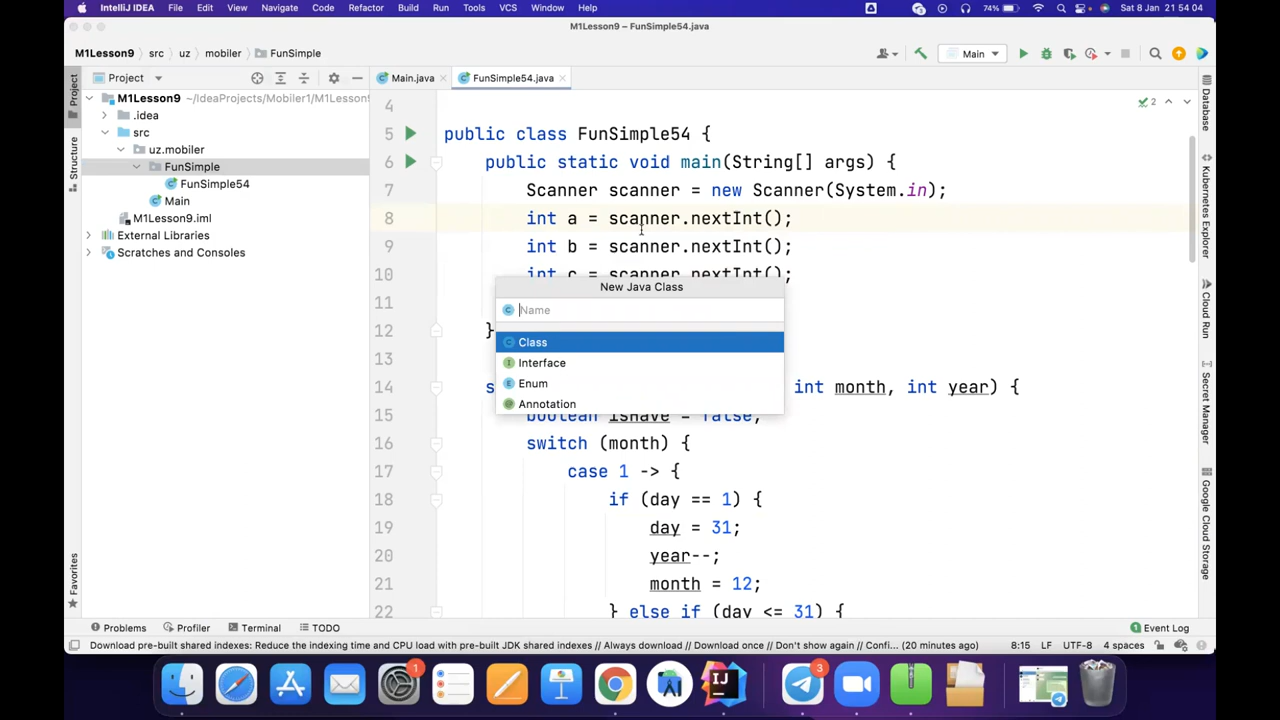 IntelliJ IDEA File Edit View Navigate Code Refactor Build Run Tools VCS Window Help 74% Sat 8 Jan 21 54 04
M1Lesson9 – FunSimple54.java
M1Lesson9 src uz mobiler FunSimple Main
Project Main.java FunSimple54.java
M1Lesson9 ~/IdeaProjects/Mobiler1/M1Lesson9
.idea
src
uz.mobiler
FunSimple
FunSimple54
Main
M1Lesson9.iml
External Libraries
Scratches and Consoles
Project
Structure
Favorites
4
5 public class FunSimple54 {
6 public static void main(String[] args) {
7 Scanner scanner = new Scanner(System.in);
8 int a = scanner.nextInt();
9 int b = scanner.nextInt();
10 int c = scanner.nextInt();
11
12 }
13
14 s int month, int year) {
15 boolean isHave = false;
16 switch (month) {
17 case 1 -> {
18 if (day == 1) {
19 day = 31;
20 year--;
21 month = 12;
22 } else if (day <= 31) {
2
New Java Class
Name
Class
Interface
Enum
Annotation
Database
Kubernetes Explorer
Cloud Run
Secret Manager
Google Cloud Storage
Problems Profiler Terminal TODO 1 Event Log
Download pre-built shared indexes: Reduce the indexing time and CPU load with pre-built JDK shared indexes // Always download // Download once // Don't show again // Confi... (20 minutes ago) 8:15 LF UTF-8 4 spaces
1
3
IJ